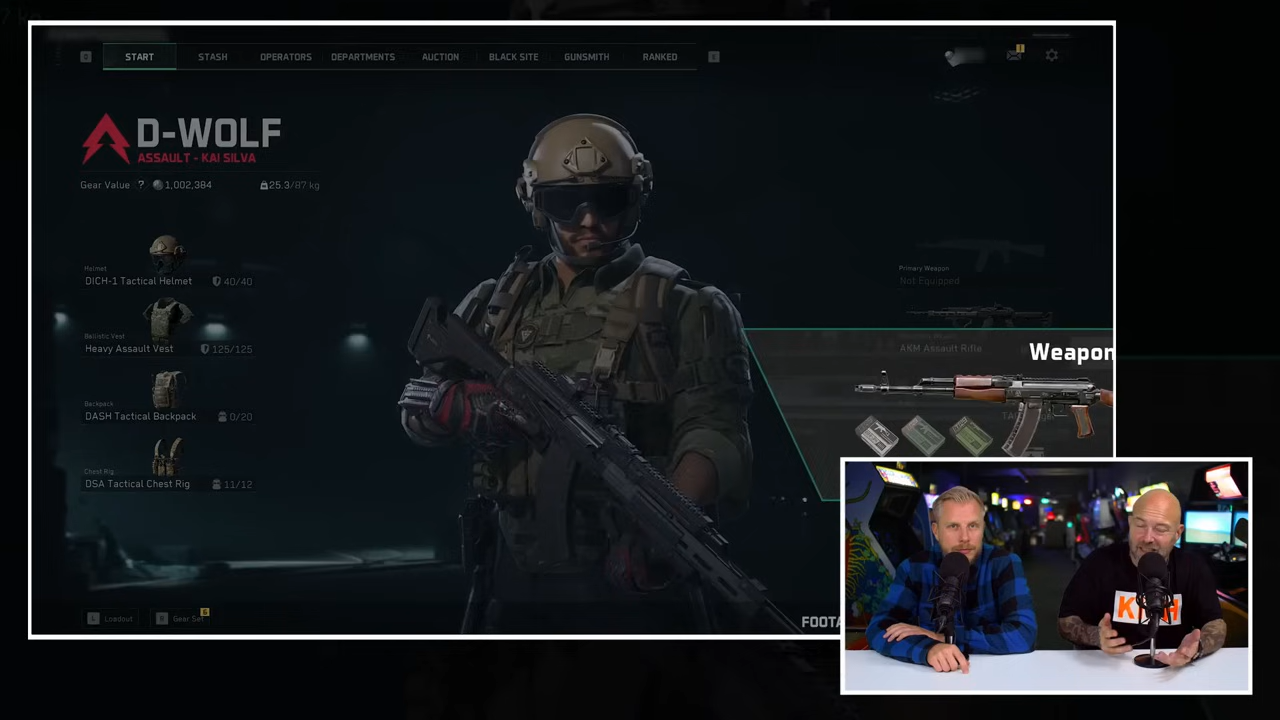 START STASH OPERATORS DEPARTMENTS AUCTION BLACK SITE GUNSMITH RANKED
D-WOLF
ASSAULT - KAI SILVA
Gear Value ? 1,002,384 25.3/87 kg
Helmet
DICH-1 Tactical Helmet 40/40
Ballistic Vest
Heavy Assault Vest 125/125
Backpack
DASH Tactical Backpack 0/20
Chest Rig
DSA Tactical Chest Rig 11/12
Primary Weapon
Not Equipped
AKM Assault Rifle
Weapon
L Loadout
Gear Set 6
FOOTA